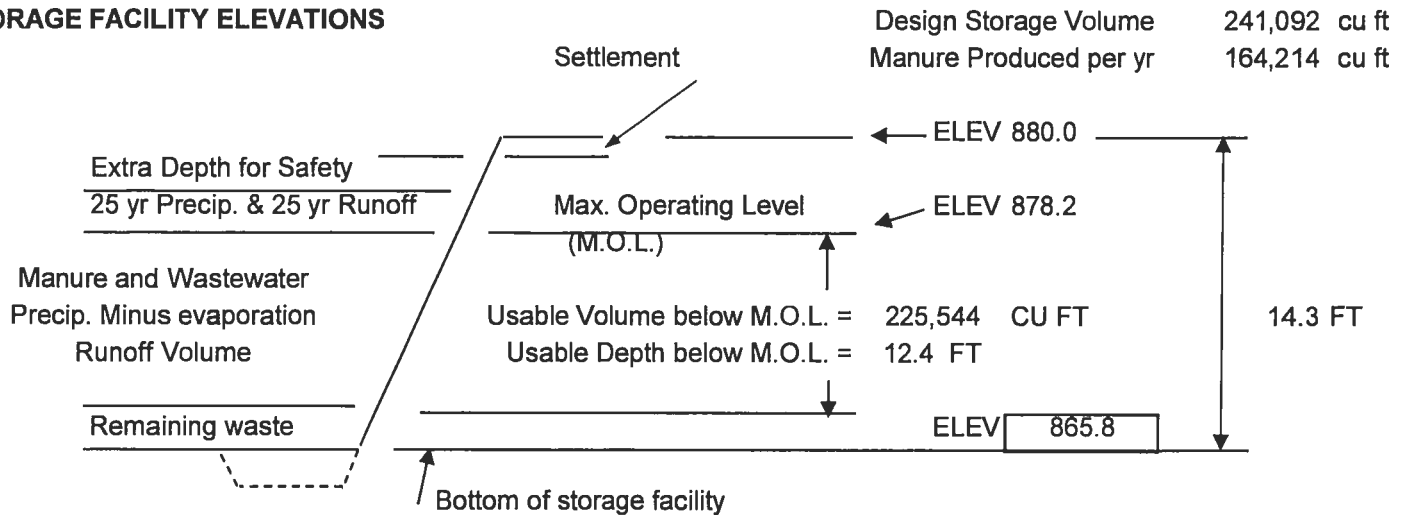 ORAGE FACILITY ELEVATIONS
Design Storage Volume 241,092 cu ft
Settlement
Manure Produced per yr 164,214 cu ft
ELEV 880.0
Extra Depth for Safety
25 yr Precip. & 25 yr Runoff
Max. Operating Level
ELEV 878.2
(M.O.L.)
Manure and Wastewater
Precip. Minus evaporation
Usable Volume below M.O.L. = 225,544 CU FT
14.3 FT
Runoff Volume
Usable Depth below M.O.L. = 12.4 FT
Remaining waste
ELEV 865.8
Bottom of storage facility